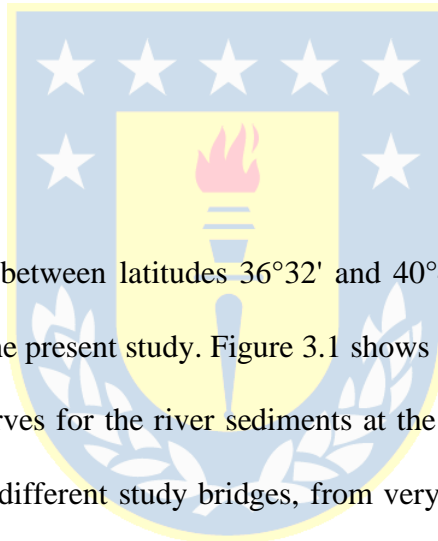 between latitudes 36°32' and 40°
he present study. Figure 3.1 shows
rves for the river sediments at the
different study bridges, from very